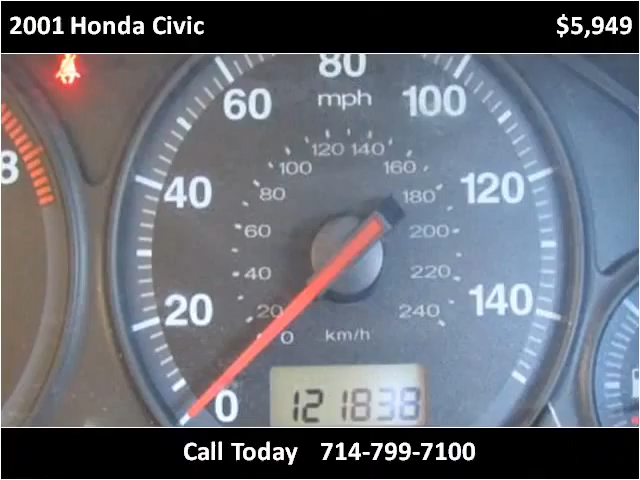 2001 Honda Civic $5,949
80
60 mph 100
120 140
100 160
8 40 80 180 120
60 200
40 220
20 20 240 140
0 km/h
0 121838
Call Today 714-799-7100